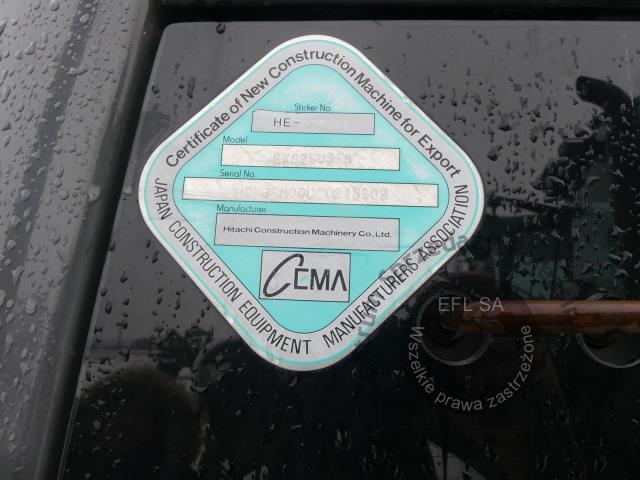 Certificate of New Construction Machine for Export
Sticker No.
HE-
Model
Serial No.
Manufacturer
Hitachi Construction Machinery Co., Ltd.
CEMA
JAPAN CONSTRUCTION EQUIPMENT MANUFACTURERS ASSOCIATION
EFL SA
Wszelkie prawa zastrzeżone